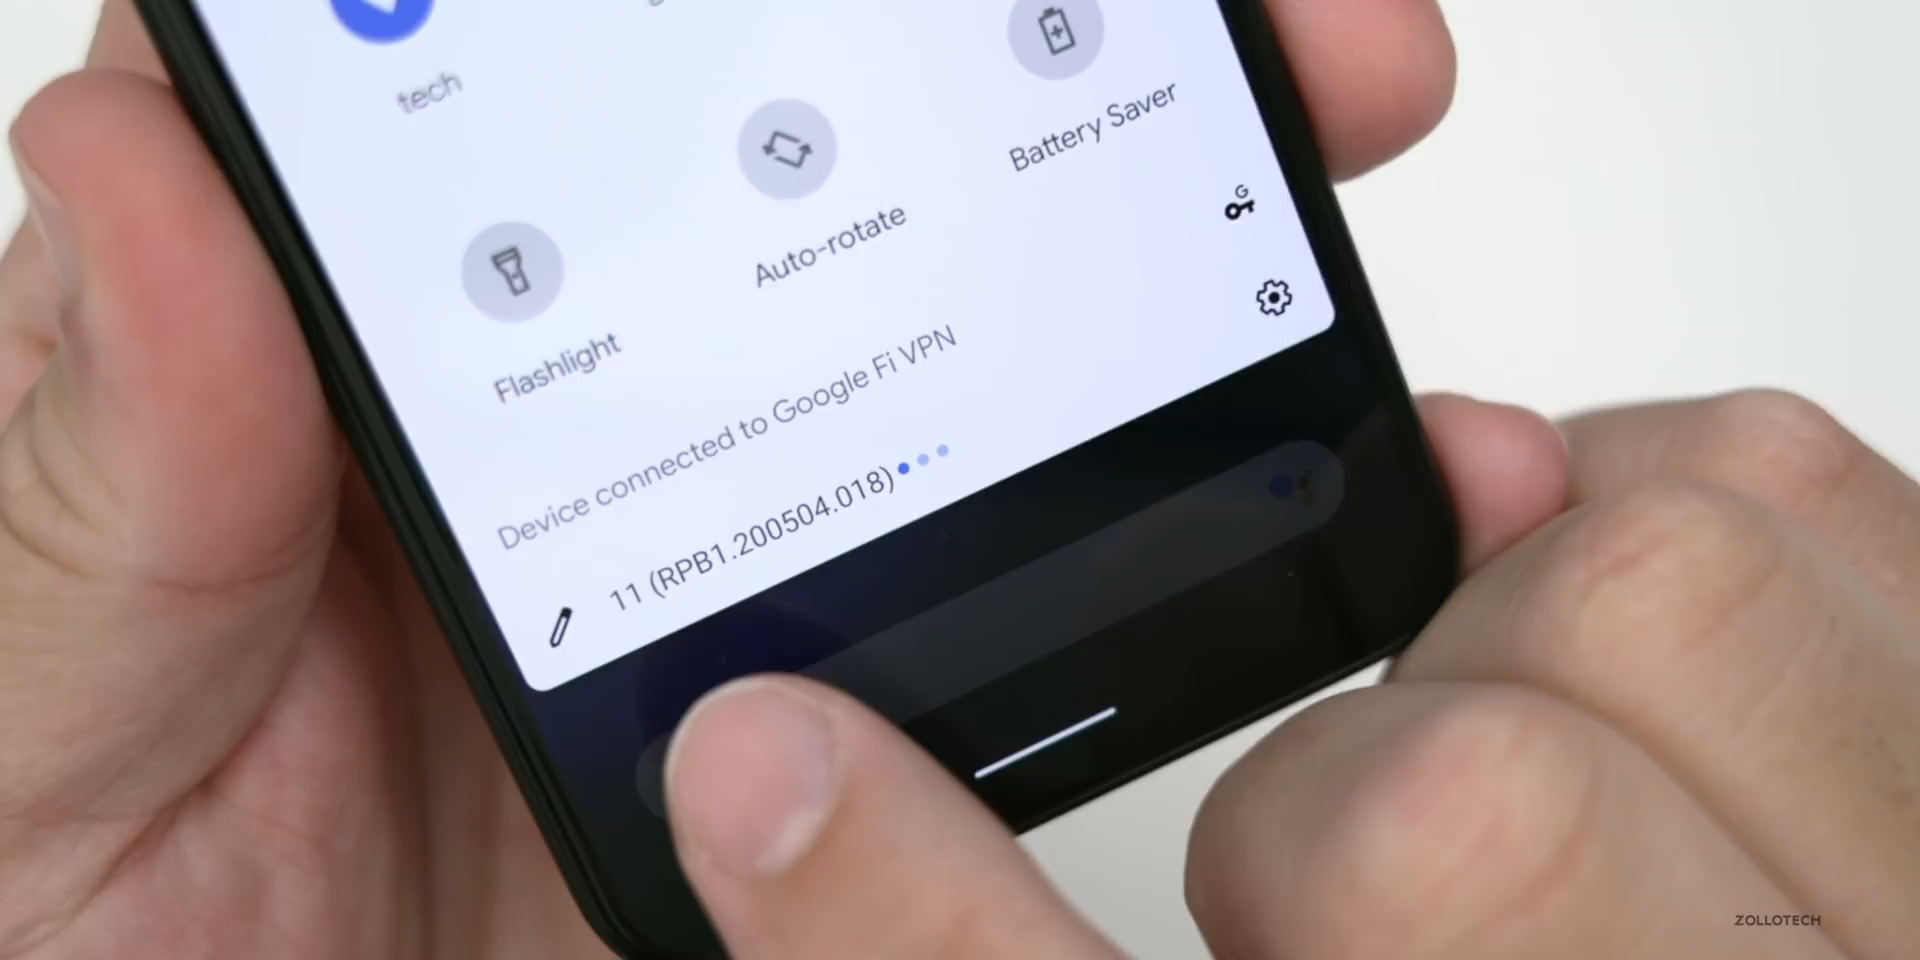 tech
Battery Saver
Auto-rotate
Flashlight
G
Device connected to Google Fi VPN
11 (RPB1.200504.018)
ZOLLOTECH